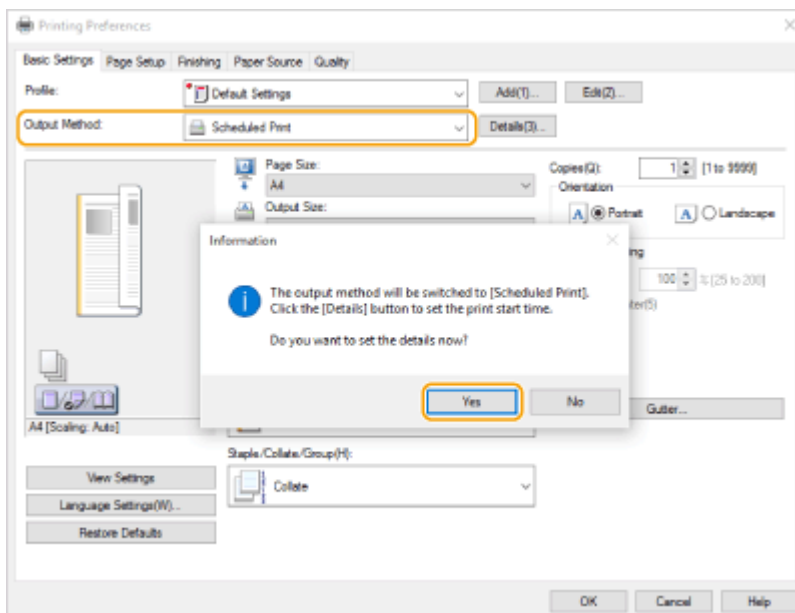 Printing Preferences
Basic Settings Page Setup Finishing Paper Source Quality
Profile: Default Settings Add(1)... Edit(2)...
Output Method: Scheduled Print Details(3)...
Page Size: Copies(Q): 1 [1 to 9999]
A4 Orientation
Output Size: A Portrait A Landscape
Information
ing
100 % [25 to 200]
ter(5)
The output method will be switched to [Scheduled Print].
Click the [Details] button to set the print start time.
Do you want to set the details now?
Yes No
Gutter...
A4 [Scaling: Auto]
Staple/Collate/Group(H):
View Settings
Collate
Language Settings(W)...
Restore Defaults
OK Cancel Help